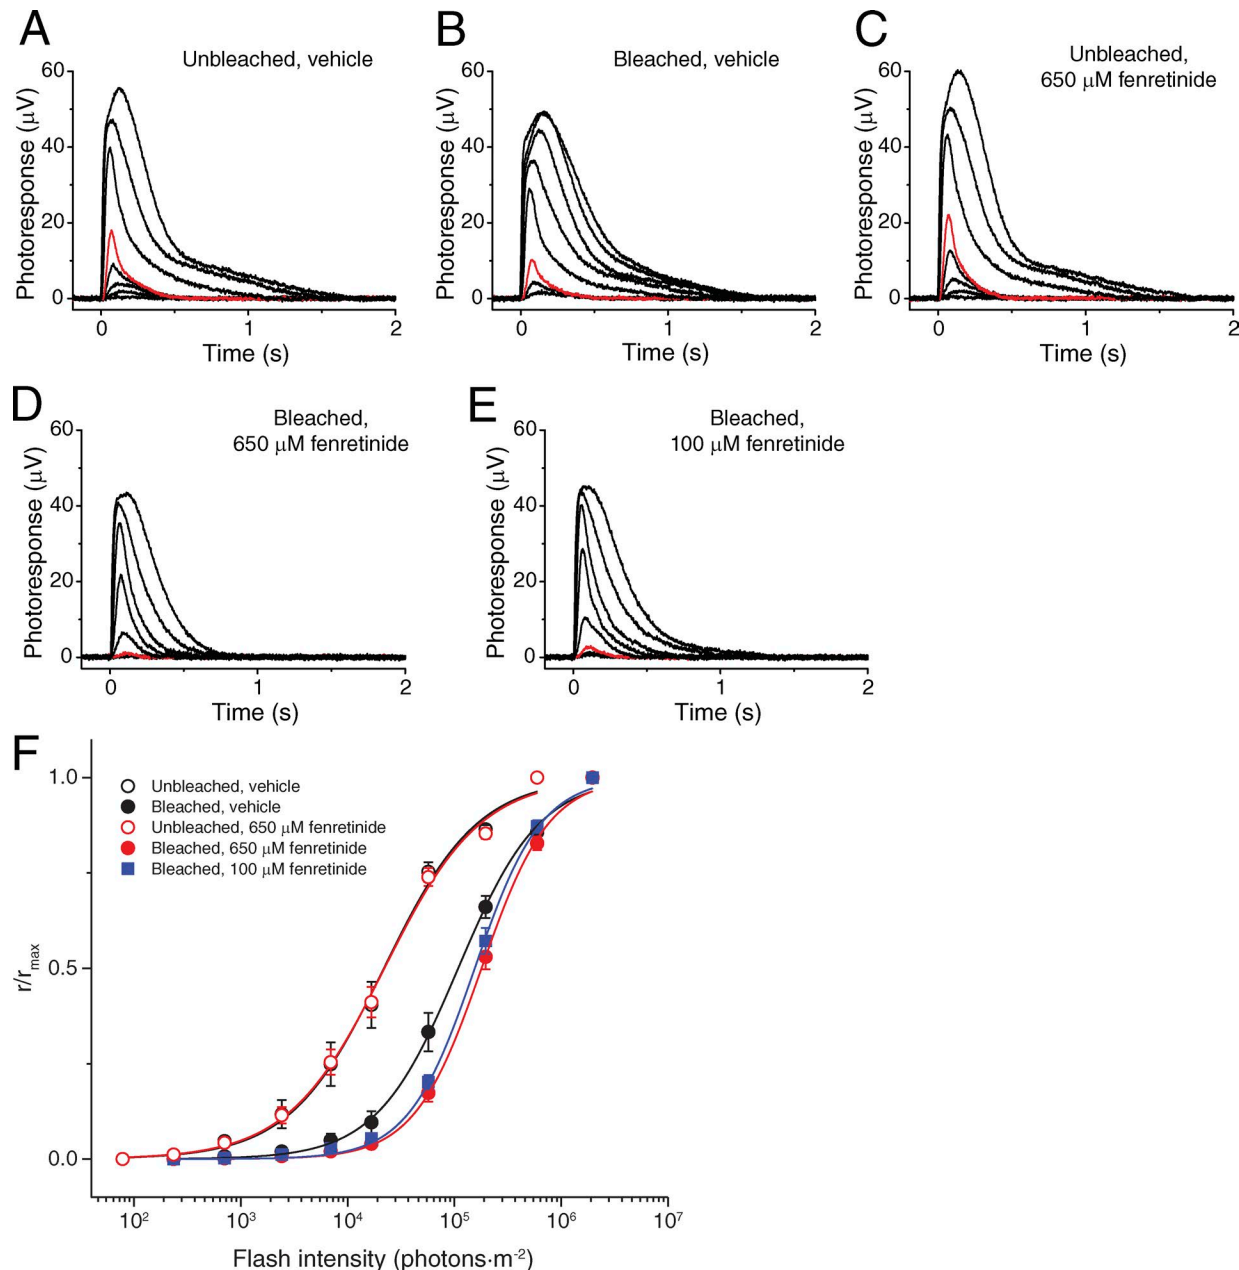 A
Unbleached, vehicle
Photoresponse (μV)
60
40
20
0
0
1
2
Time (s)
B
Bleached, vehicle
Photoresponse (μV)
60
40
20
0
0
1
2
Time (s)
C
Unbleached,
650 μM fenretinide
Photoresponse (μV)
60
40
20
0
0
1
2
Time (s)
D
Bleached,
650 μM fenretinide
Photoresponse (μV)
60
40
20
0
0
1
2
Time (s)
E
Bleached,
100 μM fenretinide
Photoresponse (μV)
60
40
20
0
0
1
2
Time (s)
F
Unbleached, vehicle
Bleached, vehicle
Unbleached, 650 μM fenretinide
Bleached, 650 μM fenretinide
Bleached, 100 μM fenretinide
r/r_max
1.0
0.5
0.0
10²
10³
10⁴
10⁵
10⁶
10⁷
Flash intensity (photons·m⁻²)